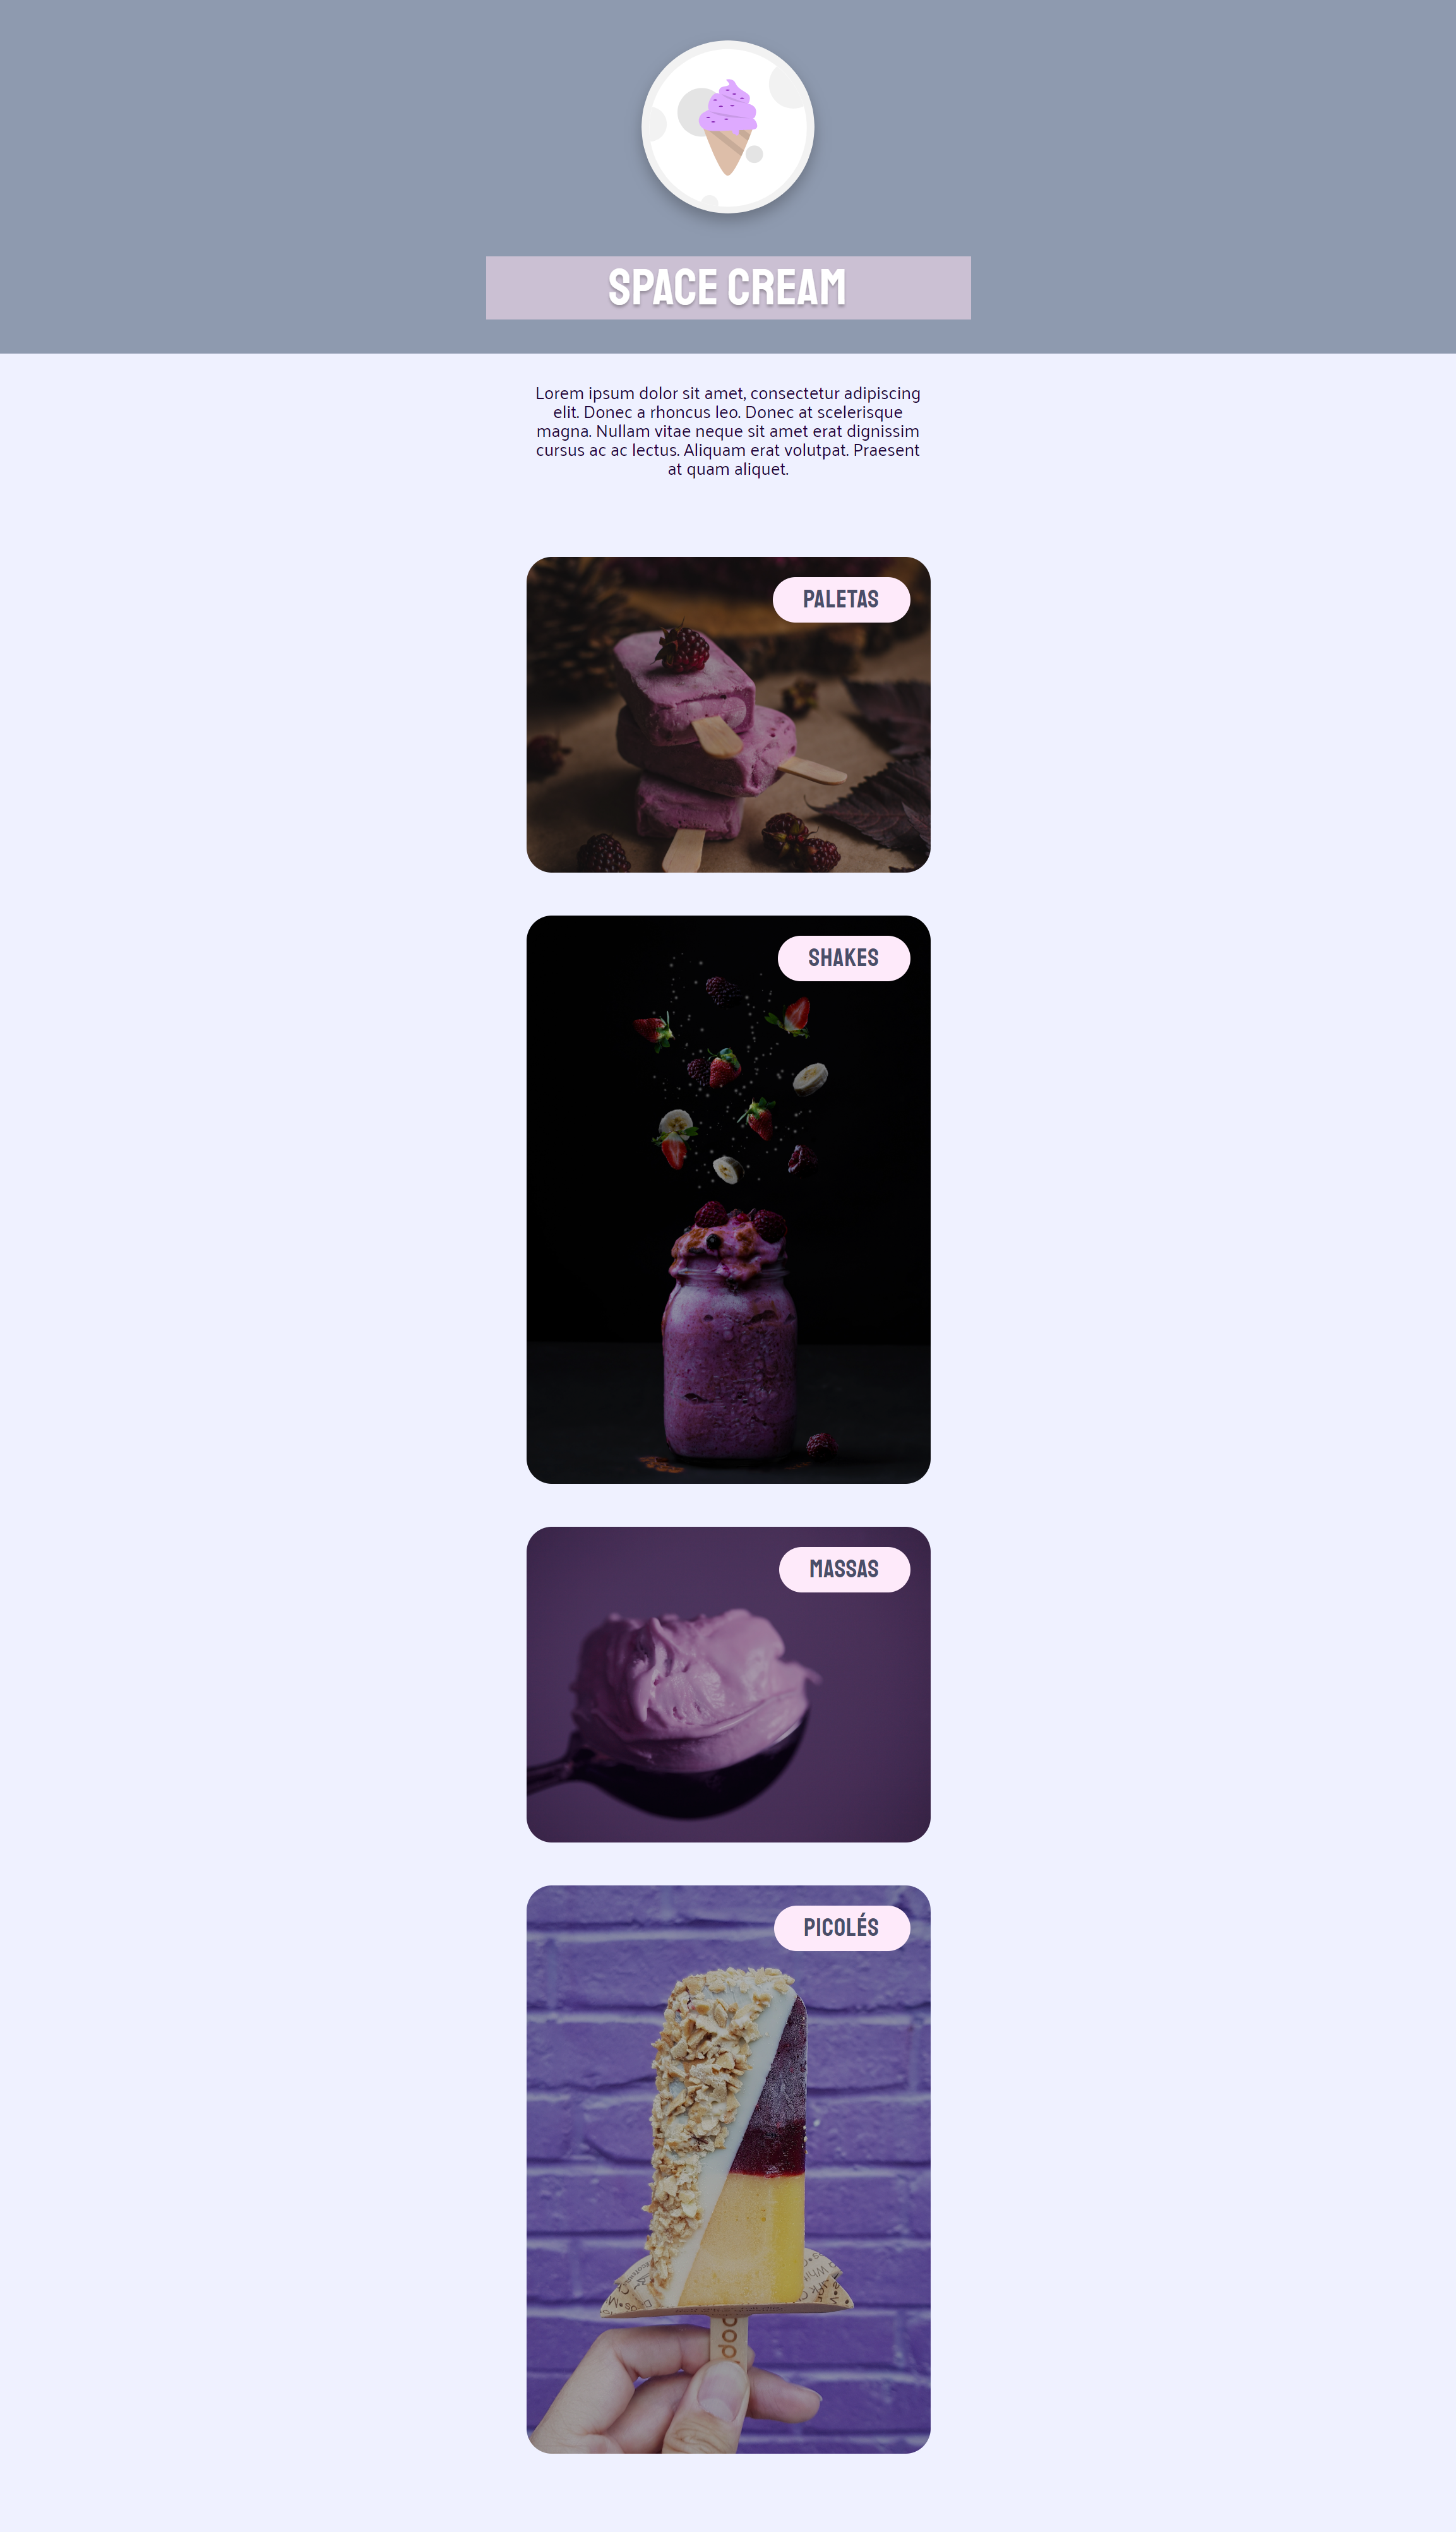 SPACE CREAM
Lorem ipsum dolor sit amet, consectetur adipiscing
elit. Donec a rhoncus leo. Donec at scelerisque
magna. Nullam vitae neque sit amet erat dignissim
cursus ac ac lectus. Aliquam erat volutpat. Praesent
at quam aliquet.
PALETAS
SHAKES
MASSAS
PICOLÉS